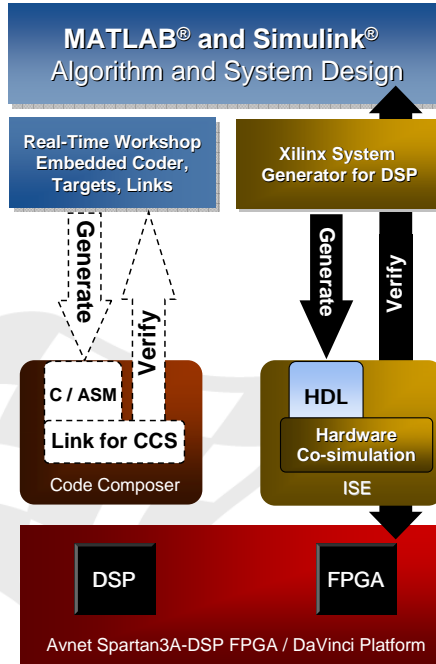 MATLAB® and Simulink®
Algorithm and System Design
Real-Time Workshop
Embedded Coder,
Targets, Links
Xilinx System
Generator for DSP
Generate
Verify
Generate
Verify
C / ASM
Link for CCS
Code Composer
HDL
Hardware
Co-simulation
ISE
DSP
FPGA
Avnet Spartan3A-DSP FPGA / DaVinci Platform